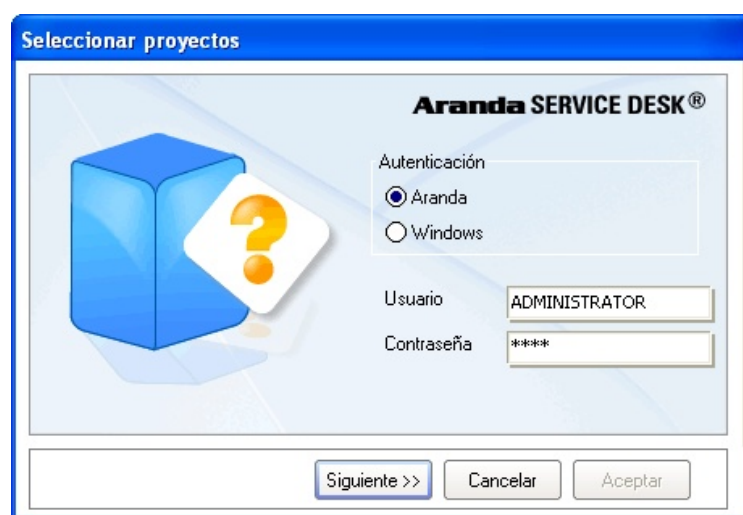 Seleccionar proyectos
Aranda SERVICE DESK®
Autenticación
Aranda
Windows
Usuario
ADMINISTRATOR
Contraseña
****
Siguiente >>
Cancelar
Aceptar